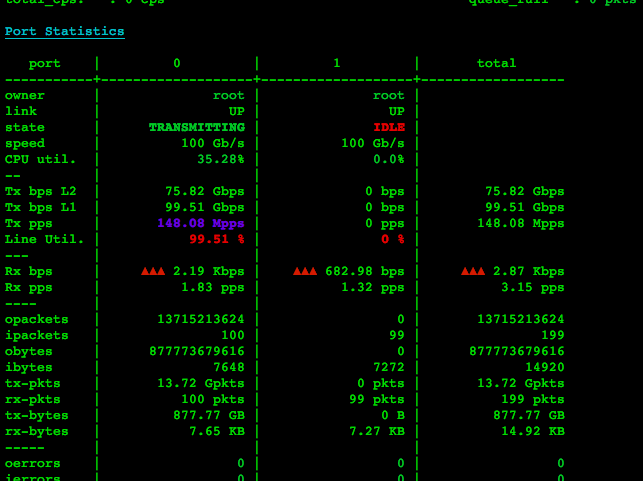 total_cps. : 0 cps queue_full : 0 pkts
Port Statistics
port | 0 | 1 | total
-----------+-------------------+-------------------+------------------
owner | root | root |
link | UP | UP |
state | TRANSMITTING | IDLE |
speed | 100 Gb/s | 100 Gb/s |
CPU util. | 35.28% | 0.0% |
-- | | |
Tx bps L2 | 75.82 Gbps | 0 bps | 75.82 Gbps
Tx bps L1 | 99.51 Gbps | 0 bps | 99.51 Gbps
Tx pps | 148.08 Mpps | 0 pps | 148.08 Mpps
Line Util. | 99.51 % | 0 % |
--- | | |
Rx bps | ▲▲▲ 2.19 Kbps | ▲▲▲ 682.98 bps | ▲▲▲ 2.87 Kbps
Rx pps | 1.83 pps | 1.32 pps | 3.15 pps
---- | | |
opackets | 13715213624 | 0 | 13715213624
ipackets | 100 | 99 | 199
obytes | 877773679616 | 0 | 877773679616
ibytes | 7648 | 7272 | 14920
tx-pkts | 13.72 Gpkts | 0 pkts | 13.72 Gpkts
rx-pkts | 100 pkts | 99 pkts | 199 pkts
tx-bytes | 877.77 GB | 0 B | 877.77 GB
rx-bytes | 7.65 KB | 7.27 KB | 14.92 KB
----- | | |
oerrors | 0 | 0 | 0
ierrors | 0 | 0 | 0